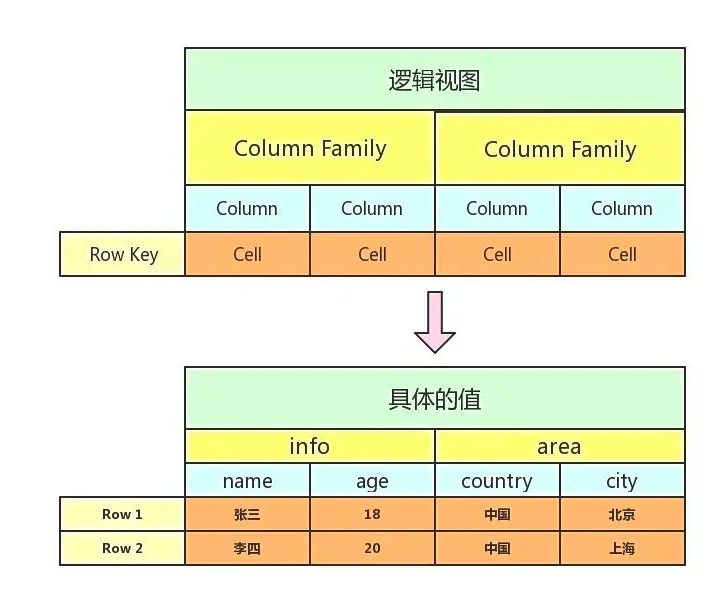 逻辑视图
Column Family Column Family
Column Column Column Column
Row Key Cell Cell Cell Cell
具体的值
info area
name age country city
Row 1 张三 18 中国 北京
Row 2 李四 20 中国 上海